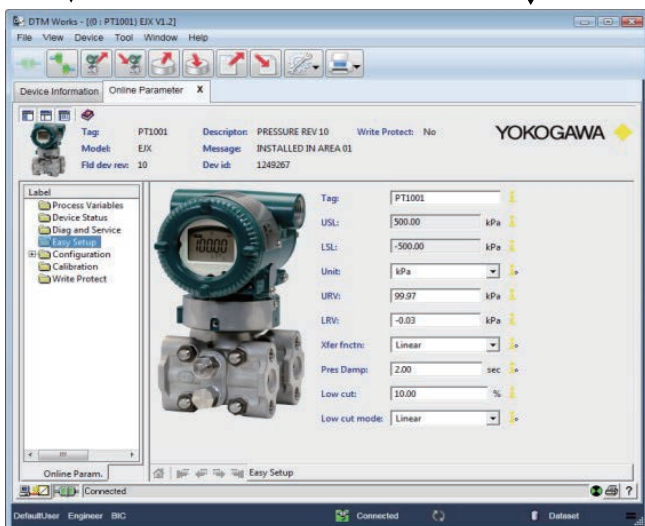 DTM Works - [(0 : PT1001) EJX V1.2]
File View Device Tool Window Help
Device Information Online Parameter X
Tag: PT1001 Descriptor: PRESSURE REV 10 Write Protect: No
YOKOGAWA
Model: EJX Message: INSTALLED IN AREA 01
Fld dev rev: 10 Dev id: 1249267
Label
Process Variables
Device Status
Diag and Service
Easy Setup
Configuration
Calibration
Write Protect
Tag: PT1001
USL: 500.00 kPa
LSL: -500.00 kPa
Unit: kPa
URV: 99.97 kPa
LRV: -0.03 kPa
Xfer fnctn: Linear
Pres Damp: 2.00 sec
Low cut: 10.00 %
Low cut mode: Linear
Online Param. Easy Setup
Connected
DefaultUser Engineer BIC Connected Dataset